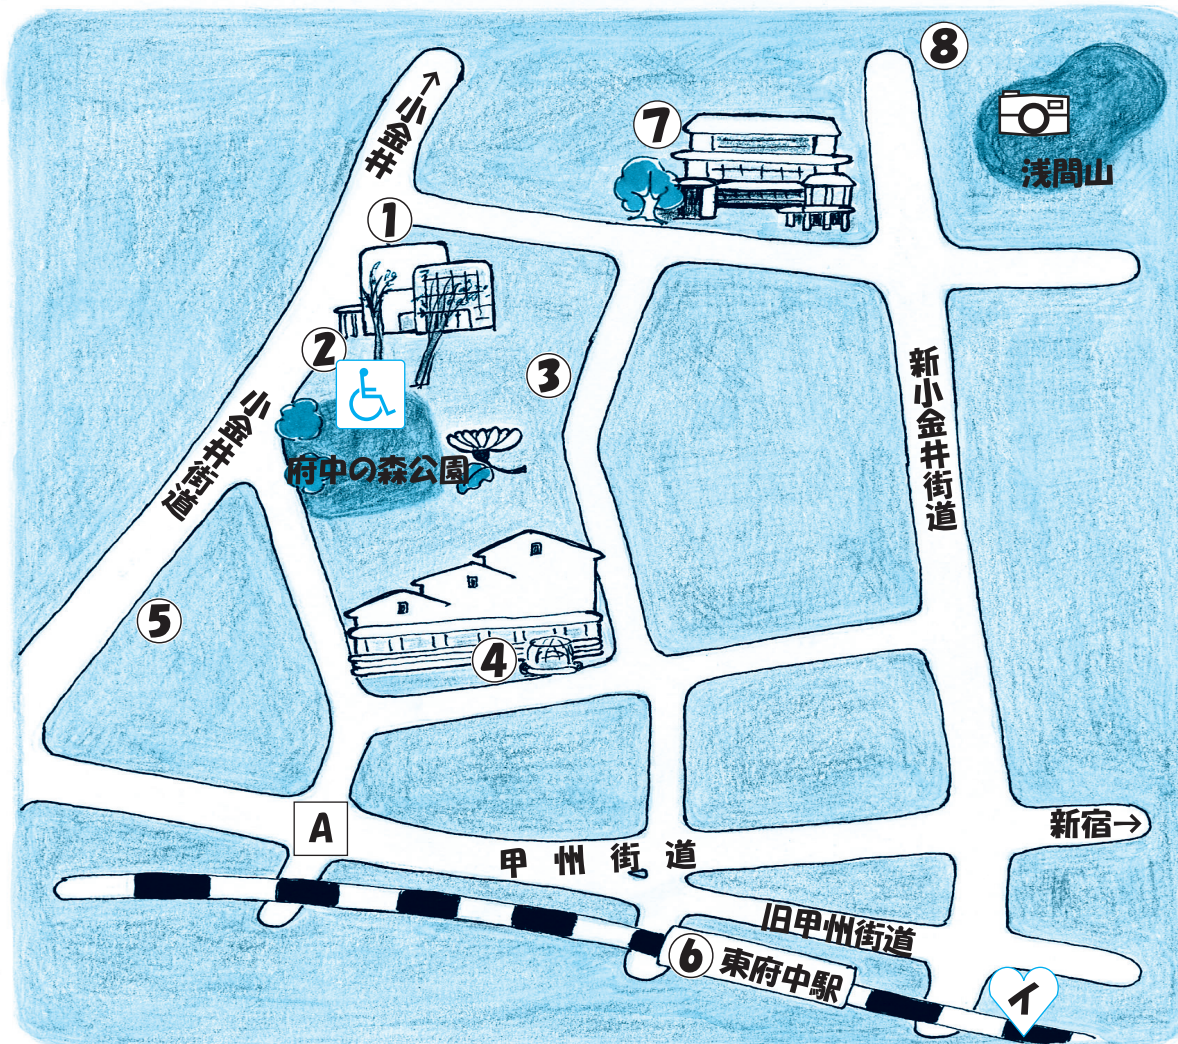 8
↑小金井
7
浅間山
1
2
3
新小金井街道
小金井街道
府中の森公園
5
4
A
新宿→
甲州街道
旧甲州街道
6 東府中駅
イ